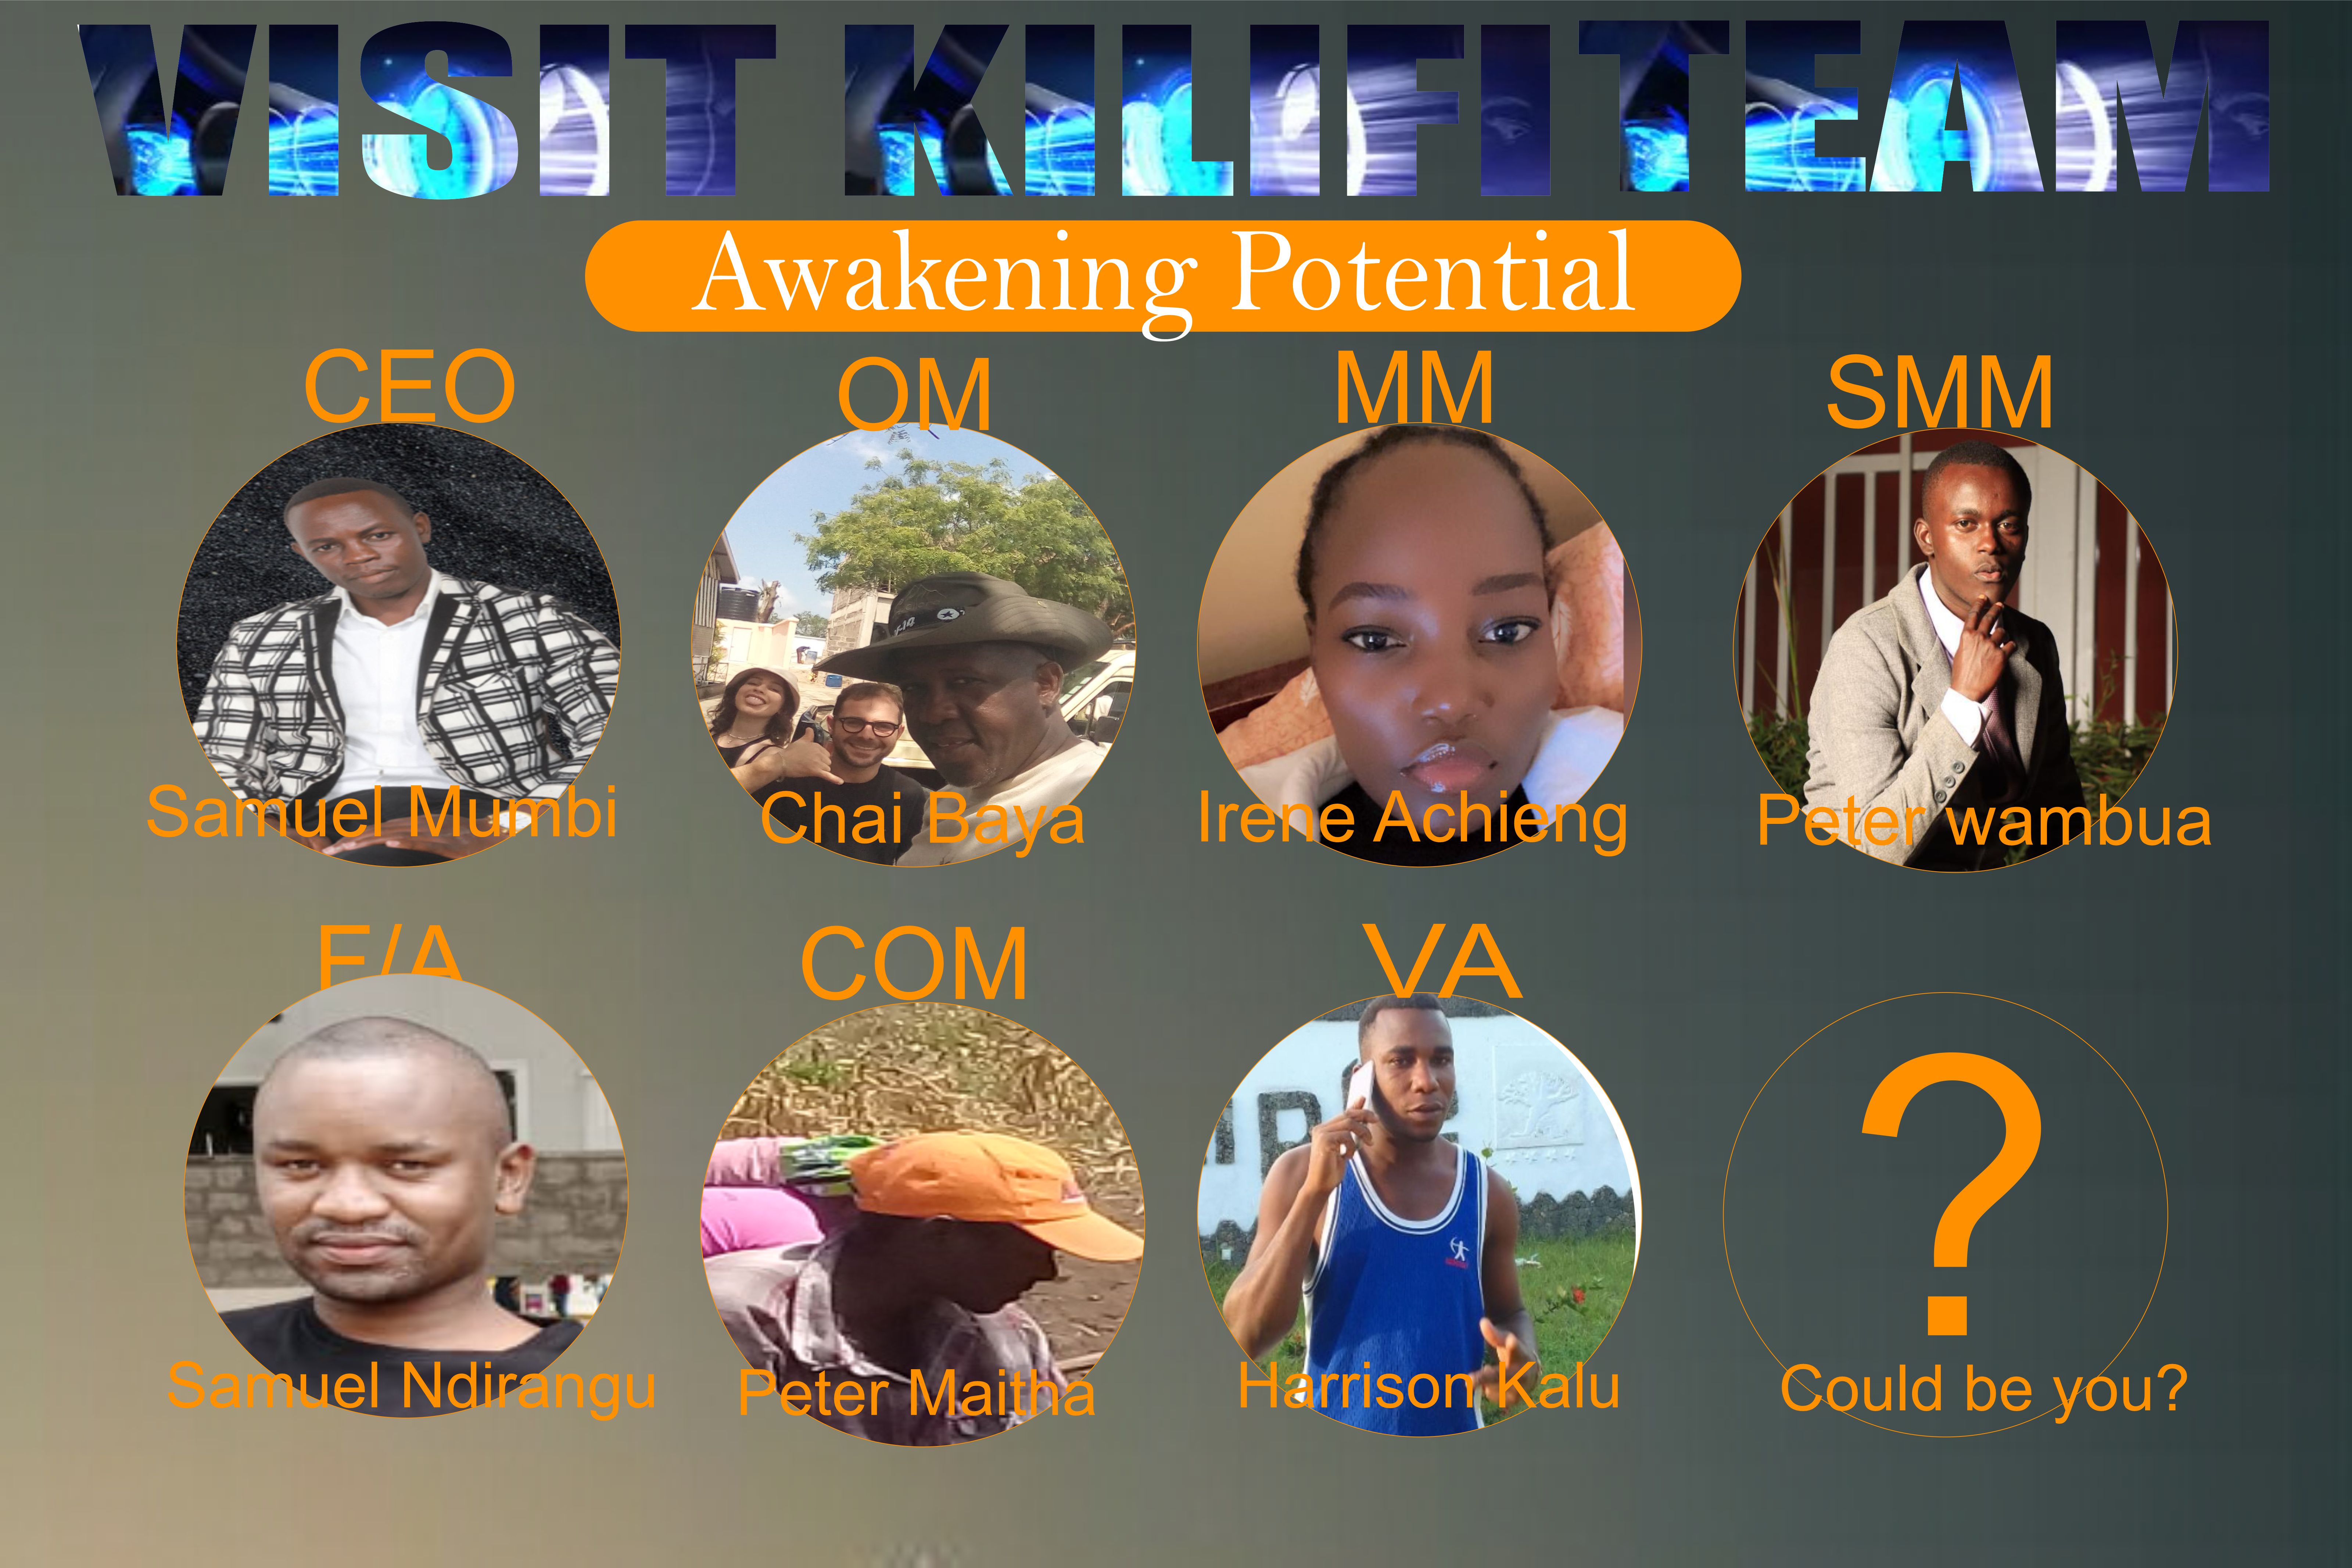 VISIT KILIFI TEAM
Awakening Potential
CEO
OM
MM
SMM
Samuel Mumbi
Chai Baya
Irene Achieng
Peter wambua
F/A
COM
VA
Samuel Ndirangu
Peter Maitha
Harrison Kalu
?
Could be you?